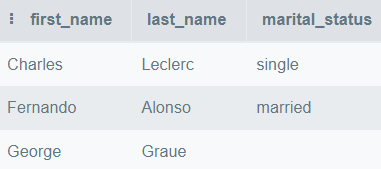 first_name last_name marital_status
Charles Leclerc single
Fernando Alonso married
George Graue